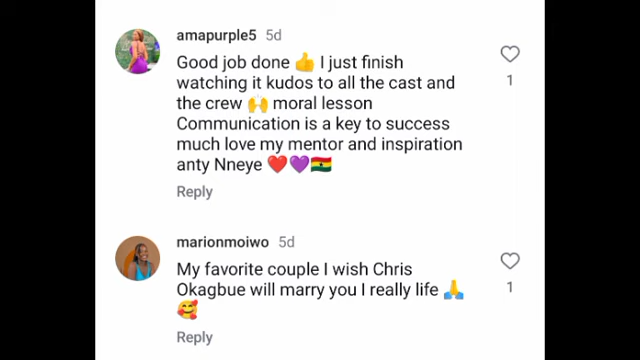 amapurple5 5d
Good job done 👍 I just finish
watching it kudos to all the cast and
the crew 🙌 moral lesson
Communication is a key to success
much love my mentor and inspiration
anty Nneye ❤️💜🇬🇭
1
Reply
marionmoiwo 5d
My favorite couple I wish Chris
Okagbue will marry you I really life 🙏
🥰
1
Reply